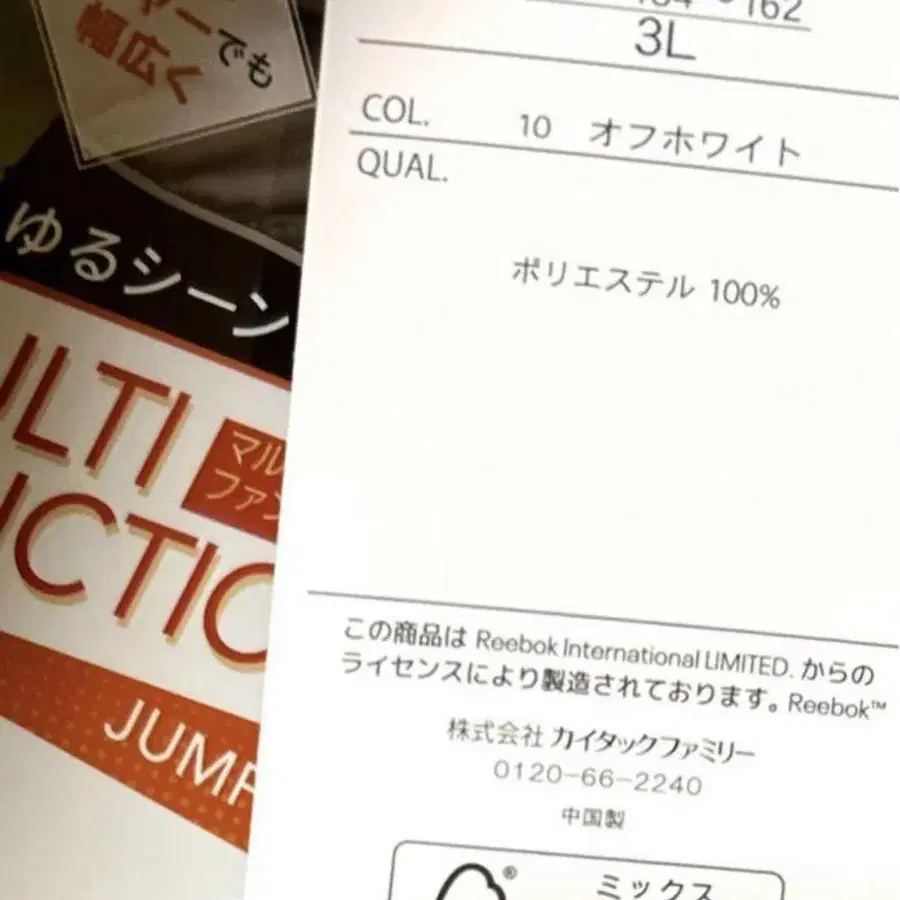 ーでも
幅広く
ゆるシーン
ULTI
マル
ファン
NCTIO
JUMP
162
3L
COL. 10 オフホワイト
QUAL.
ポリエステル 100%
この商品は Reebok International LIMITED. からの
ライセンスにより製造されております。Reebok™
株式会社 カイタックファミリー
0120-66-2240
中国製
® ミックス